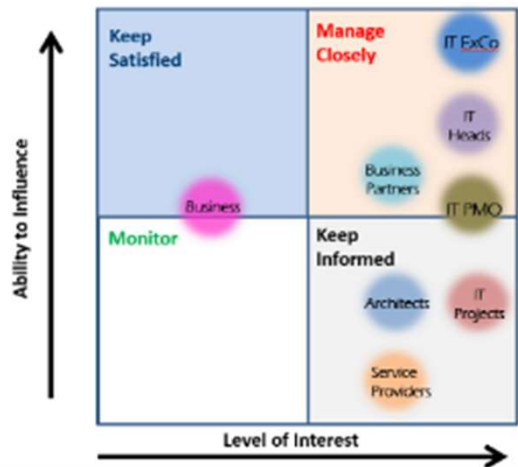 Ability to Influence
Keep
Satisfied
Manage
Closely
IT ExCo
IT
Heads
Business
Partners
Business
IT PMO
Monitor
Keep
Informed
Architects
IT
Projects
Service
Providers
Level of Interest